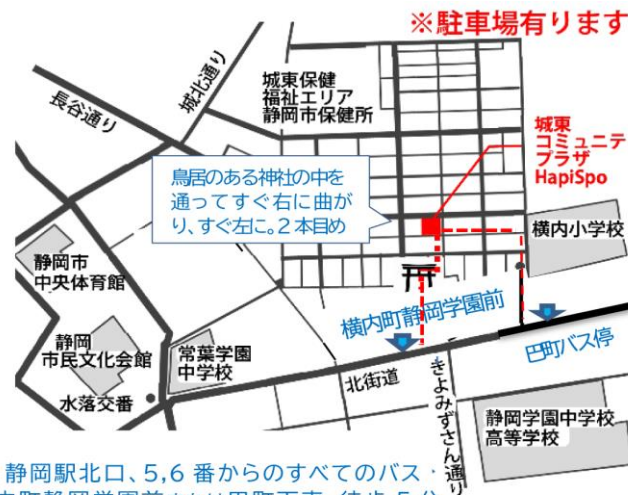 ※駐車場有ります
城北通り
長谷通り
城東保健
福祉エリア
静岡市保健所
城東
コミュニテ
プラザ
HapiSpo
鳥居のある神社の中を
通ってすぐ右に曲が
り、すぐ左に。2本目め
横内小学校
静岡市
中央体育館
横内町静岡学園前
巴町バス停
静岡
市民文化会館
常葉学園
中学校
北街道
きよみずさん通り
水落交番
静岡学園中学校
高等学校
静岡駅北口、5,6番からのすべてのバス・